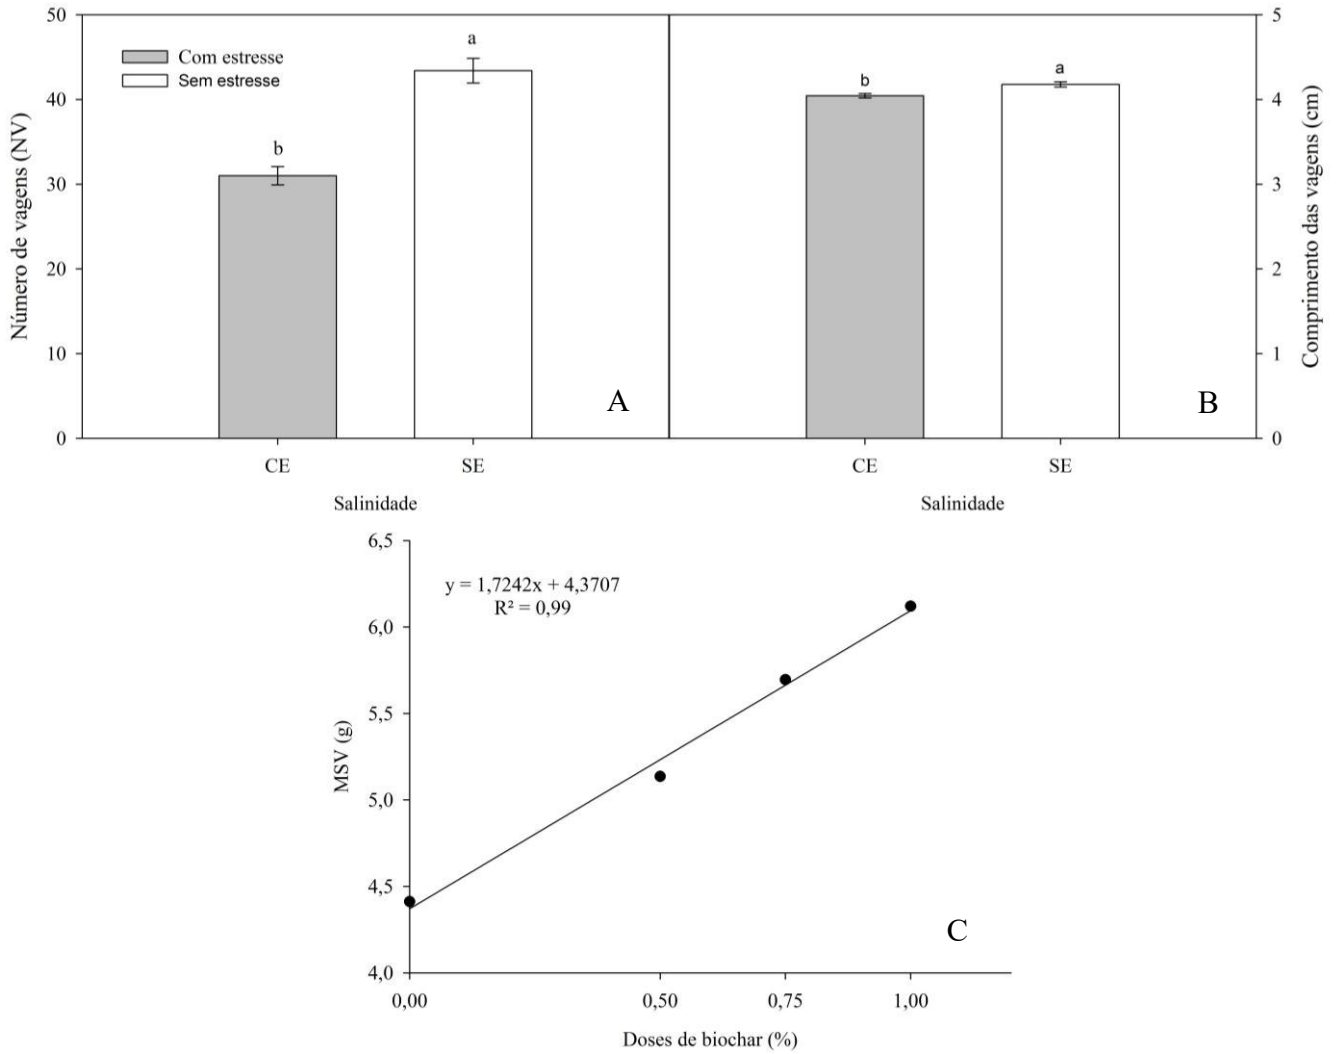 Número de vagens (NV)
50
40
30
20
10
0
Com estresse
Sem estresse
b
a
A
CE
SE
Salinidade
b
a
B
CE
SE
Salinidade
5
4
3
2
1
0
Comprimento das vagens (cm)
MSV (g)
6,5
6,0
5,5
5,0
4,5
4,0
y = 1,7242x + 4,3707
R² = 0,99
C
0,00
0,50
0,75
1,00
Doses de biochar (%)